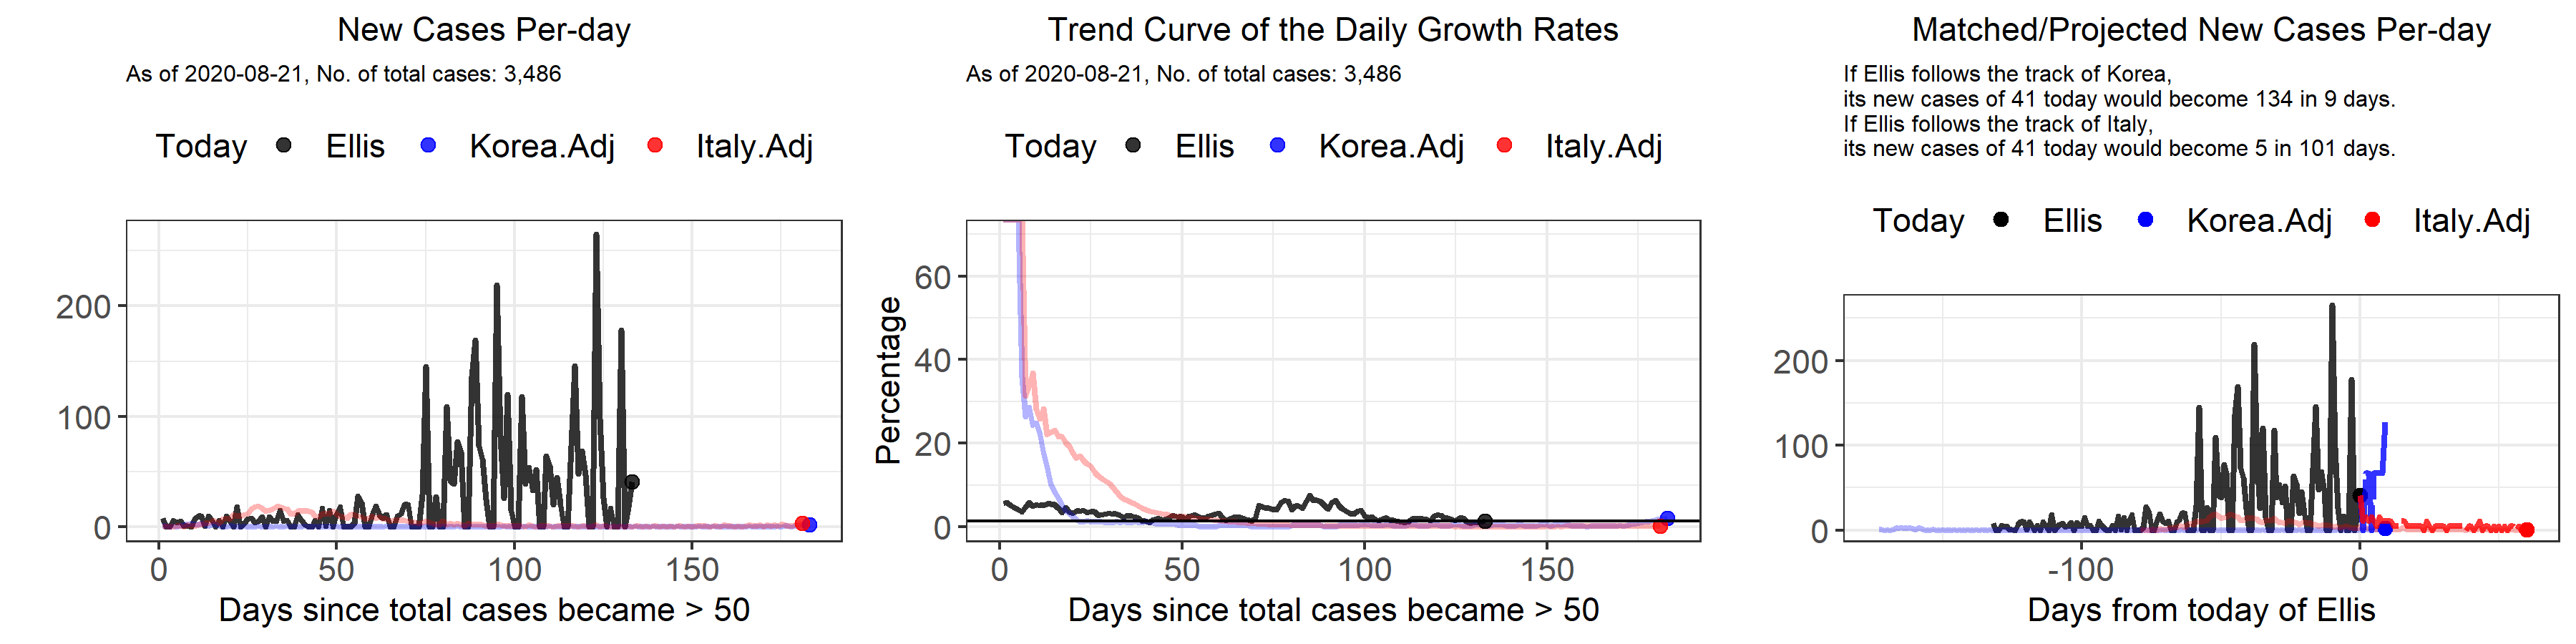 New Cases Per-day
As of 2020-08-21, No. of total cases: 3,486
Today Ellis Korea.Adj Italy.Adj
200
100
0
0 50 100 150
Days since total cases became > 50
Trend Curve of the Daily Growth Rates
As of 2020-08-21, No. of total cases: 3,486
Today Ellis Korea.Adj Italy.Adj
Percentage
60
40
20
0
0 50 100 150
Days since total cases became > 50
Matched/Projected New Cases Per-day
If Ellis follows the track of Korea,
its new cases of 41 today would become 134 in 9 days.
If Ellis follows the track of Italy,
its new cases of 41 today would become 5 in 101 days.
Today Ellis Korea.Adj Italy.Adj
200
100
0
-100 0
Days from today of Ellis